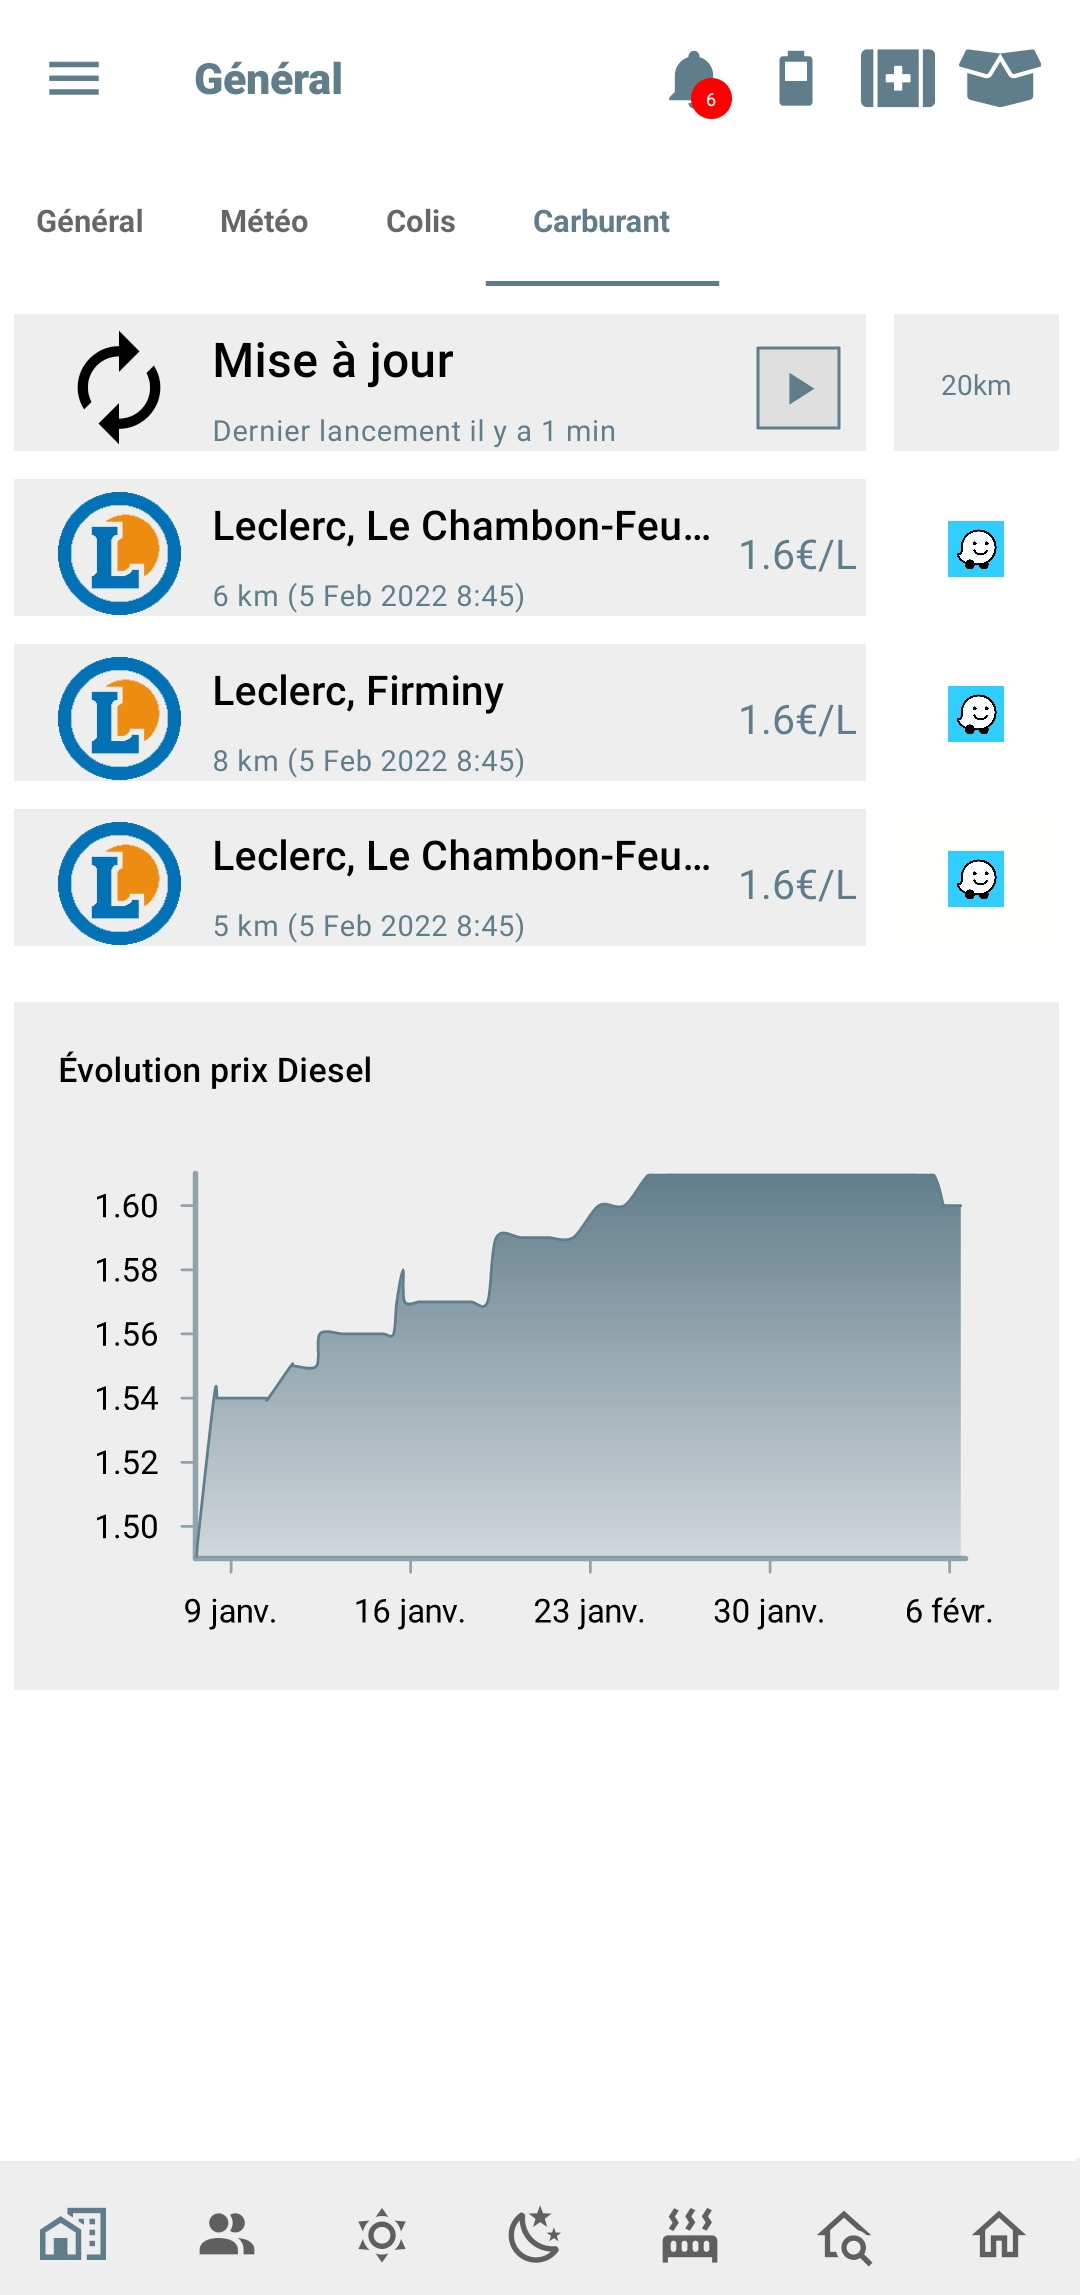 Général
6
Général
Météo
Colis
Carburant
Mise à jour
Dernier lancement il y a 1 min
20km
Leclerc, Le Chambon-Feu...
6 km (5 Feb 2022 8:45)
1.6€/L
Leclerc, Firminy
8 km (5 Feb 2022 8:45)
1.6€/L
Leclerc, Le Chambon-Feu...
5 km (5 Feb 2022 8:45)
1.6€/L
Évolution prix Diesel
1.60
1.58
1.56
1.54
1.52
1.50
9 janv.
16 janv.
23 janv.
30 janv.
6 févr.